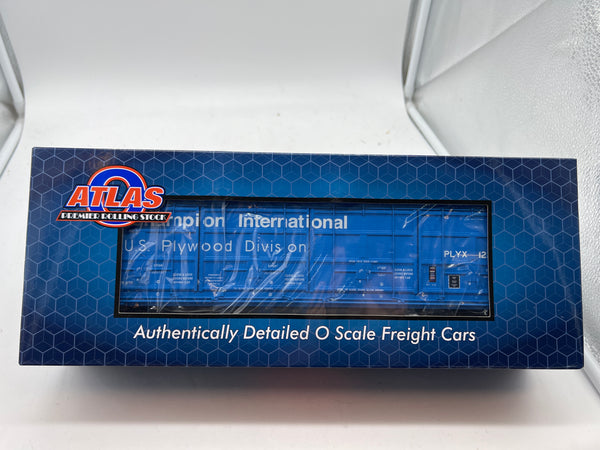 ATLAS
PREMIER ROLLING STOCK
mpion International
U.S. Plywood Division
PLYX 12
Authentically Detailed O Scale Freight Cars